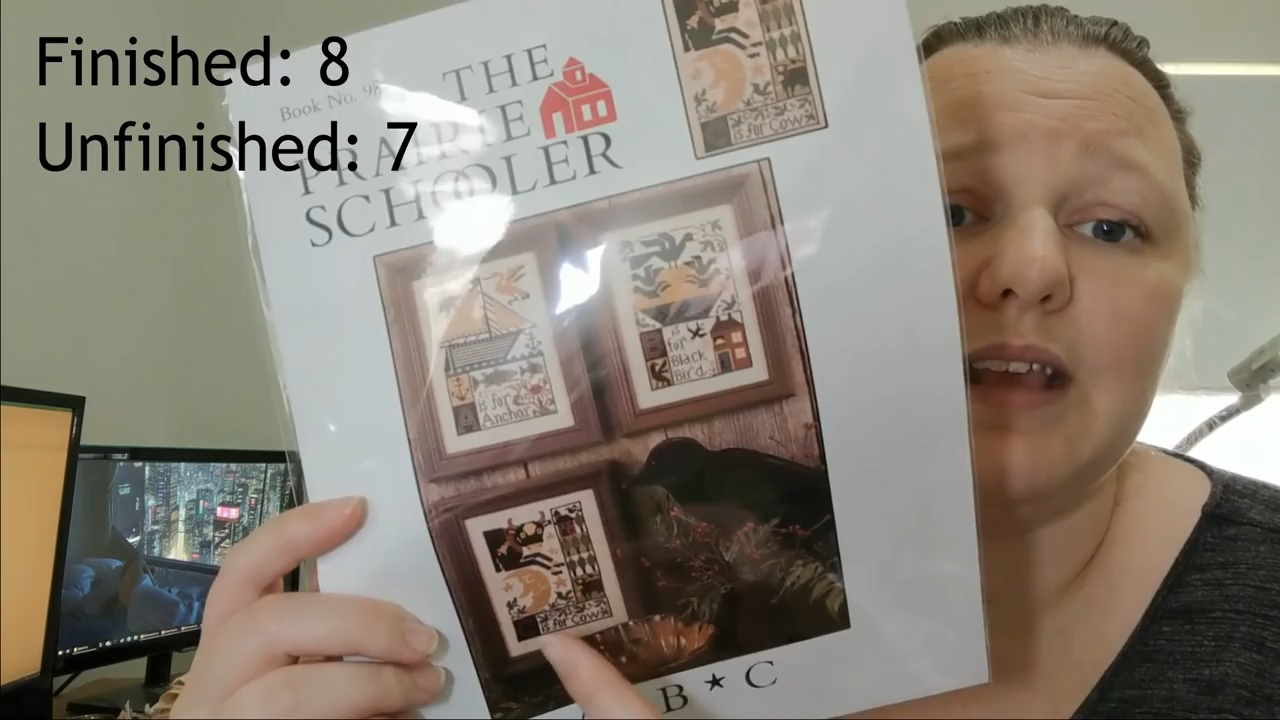 Finished: 8
Unfinished: 7
Book No. 98
THE
PRAIRIE
SCHOOLER
is for Cow
A
is for
Anchor
B is
for
Black
Bird
is for Cow
B ★ C